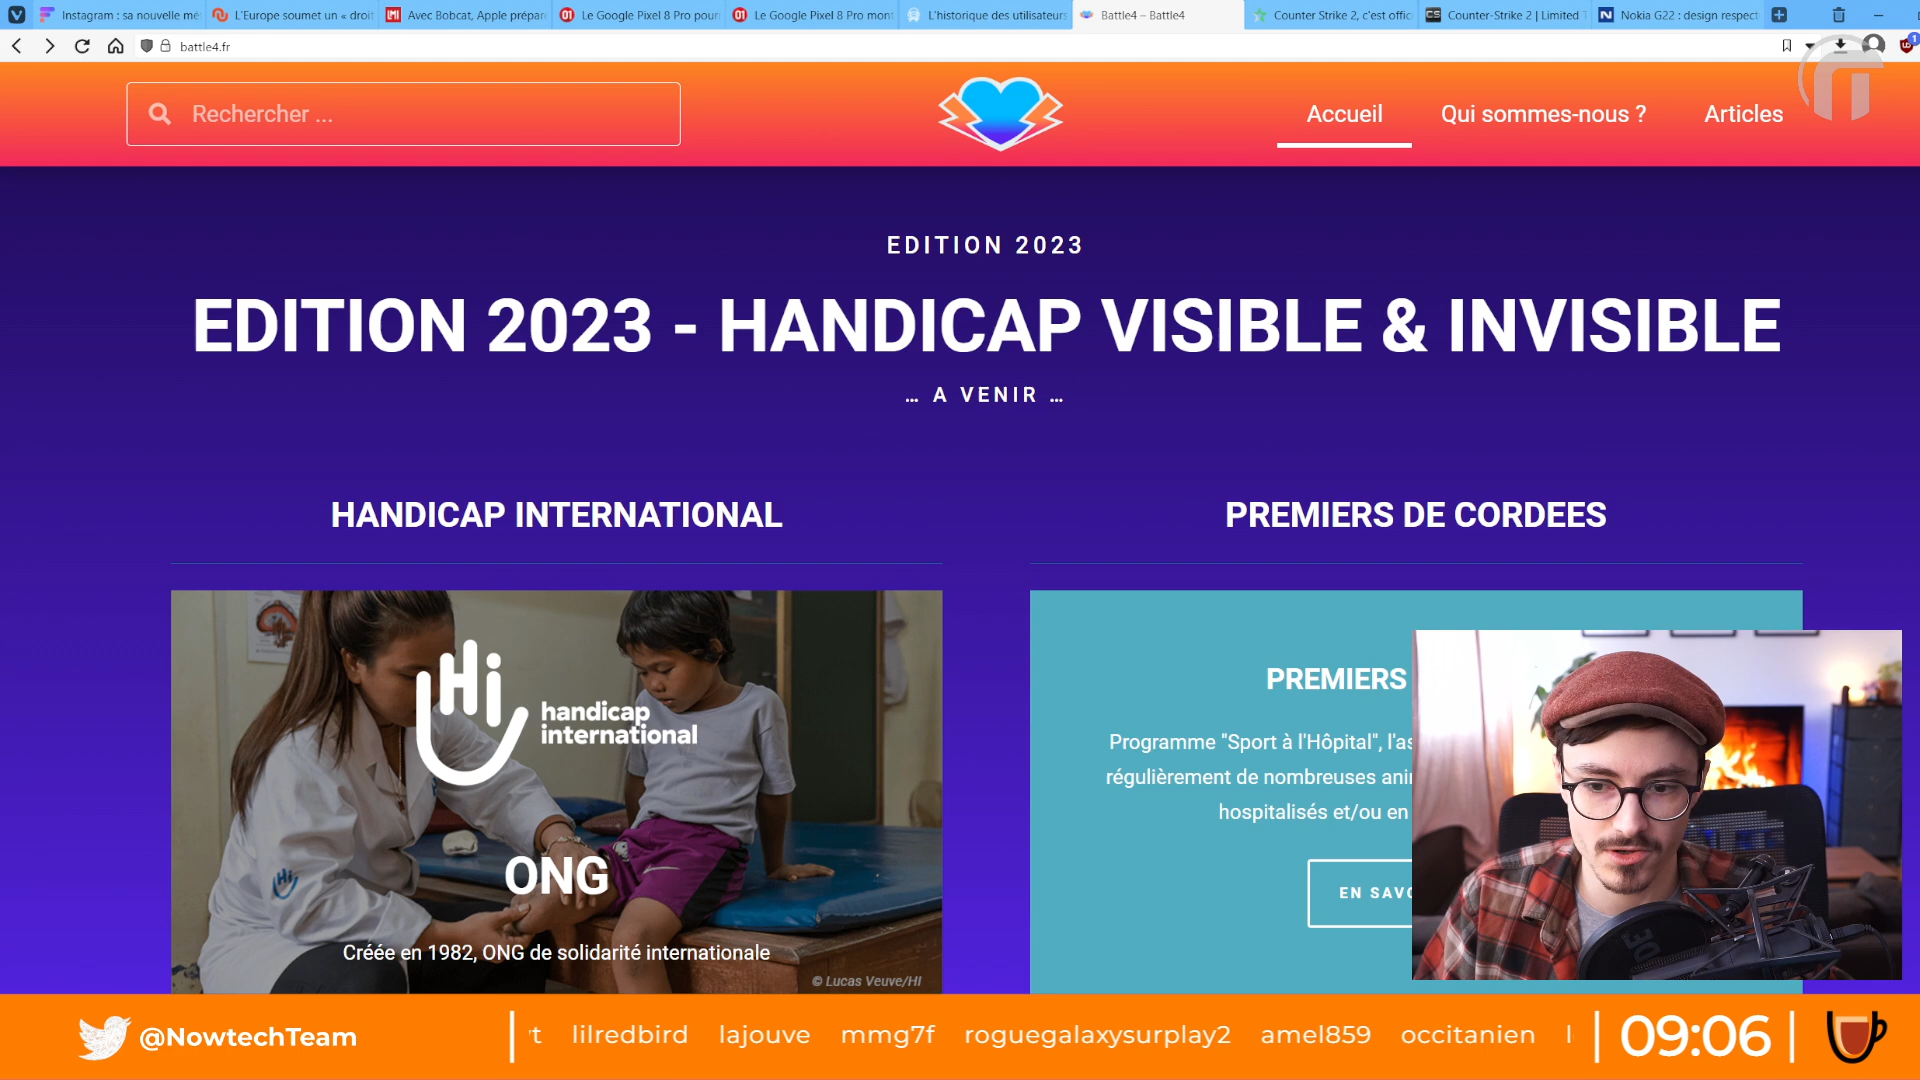 Instagram : sa nouvelle mé
L'Europe soumet un « droit
Avec Bobcat, Apple prépar
Le Google Pixel 8 Pro pour
Le Google Pixel 8 Pro mont
L'historique des utilisateurs
Battle4 – Battle4
Counter Strike 2, c'est offic
Counter-Strike 2 | Limited T
Nokia G22 : design respect
battle4.fr
1
Rechercher ...
Accueil
Qui sommes-nous ?
Articles
EDITION 2023
EDITION 2023 - HANDICAP VISIBLE & INVISIBLE
... A VENIR ...
HANDICAP INTERNATIONAL
PREMIERS DE CORDEES
Hi
handicap
international
ONG
Créée en 1982, ONG de solidarité internationale
© Lucas Veuve/HI
PREMIERS
Programme "Sport à l'Hôpital", l'as
régulièrement de nombreuses ani
hospitalisés et/ou en
EN SAVO
@NowtechTeam
lilredbird lajouve mmg7f roguegalaxysurplay2 amel859 occitanien
09:06